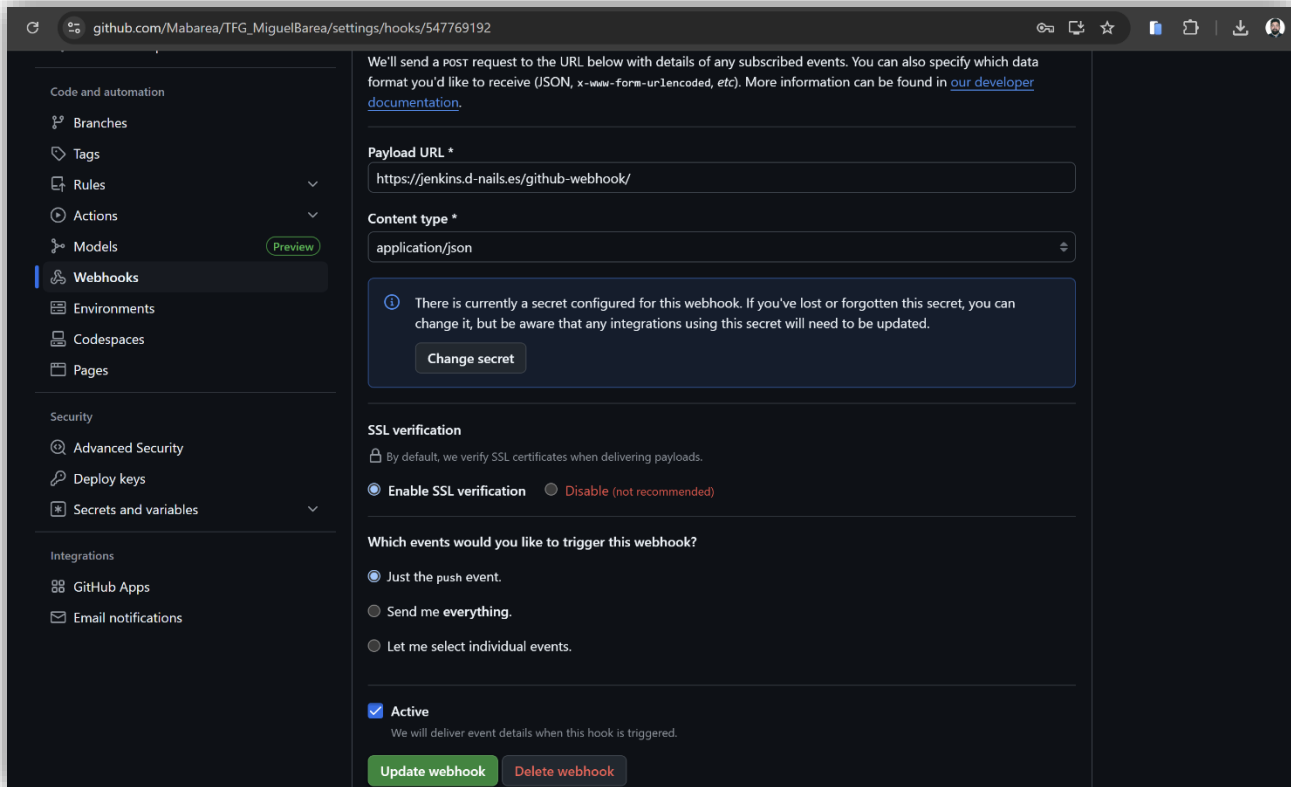 github.com/Mabarea/TFG_MiguelBarea/settings/hooks/547769192
Code and automation
Branches
Tags
Rules
Actions
Models
Preview
Webhooks
Environments
Codespaces
Pages
Security
Advanced Security
Deploy keys
Secrets and variables
Integrations
GitHub Apps
Email notifications
We'll send a POST request to the URL below with details of any subscribed events. You can also specify which data
format you'd like to receive (JSON, x-www-form-urlencoded, etc). More information can be found in our developer
documentation.
Payload URL *
https://jenkins.d-nails.es/github-webhook/
Content type *
application/json
There is currently a secret configured for this webhook. If you've lost or forgotten this secret, you can
change it, but be aware that any integrations using this secret will need to be updated.
Change secret
SSL verification
By default, we verify SSL certificates when delivering payloads.
Enable SSL verification Disable (not recommended)
Which events would you like to trigger this webhook?
Just the push event.
Send me everything.
Let me select individual events.
Active
We will deliver event details when this hook is triggered.
Update webhook Delete webhook